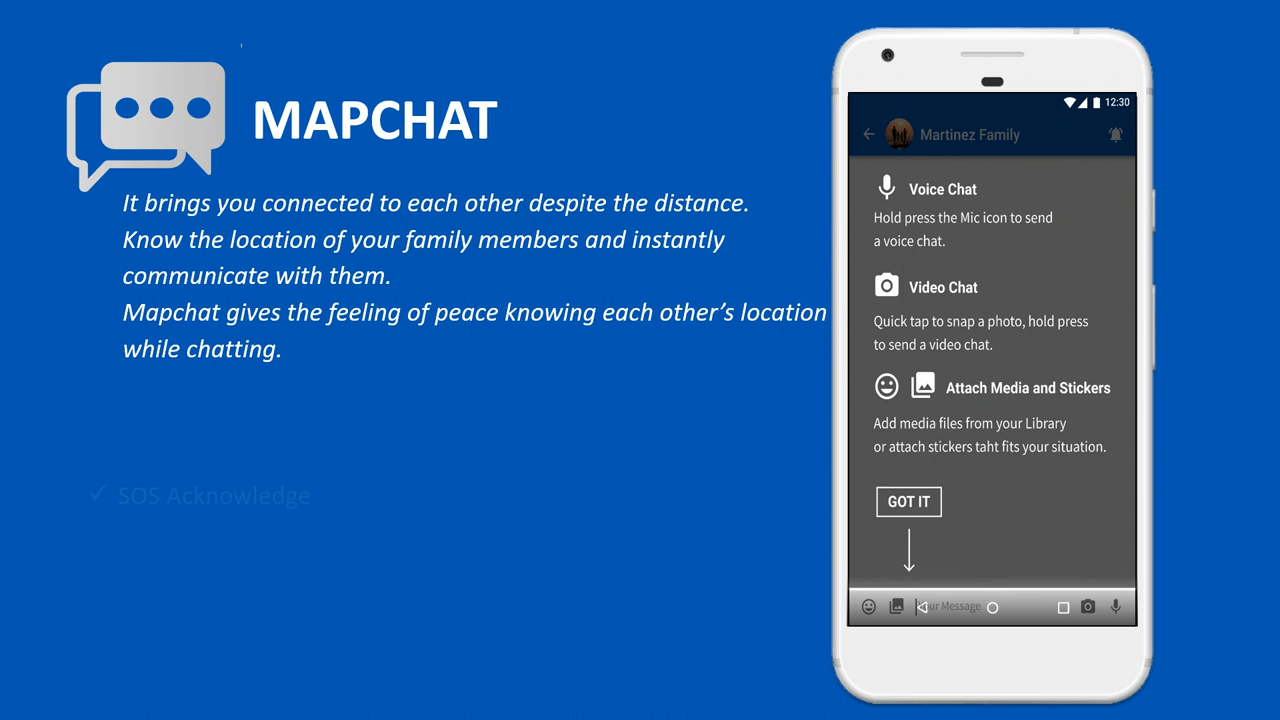 MAPCHAT
It brings you connected to each other despite the distance.
Know the location of your family members and instantly
communicate with them.
Mapchat gives the feeling of peace knowing each other’s location
while chatting.
✓ SOS Acknowledge
12:30
Martinez Family
Voice Chat
Hold press the Mic icon to send
a voice chat.
Video Chat
Quick tap to snap a photo, hold press
to send a video chat.
Attach Media and Stickers
Add media files from your Library
or attach stickers taht fits your situation.
GOT IT
Your Message